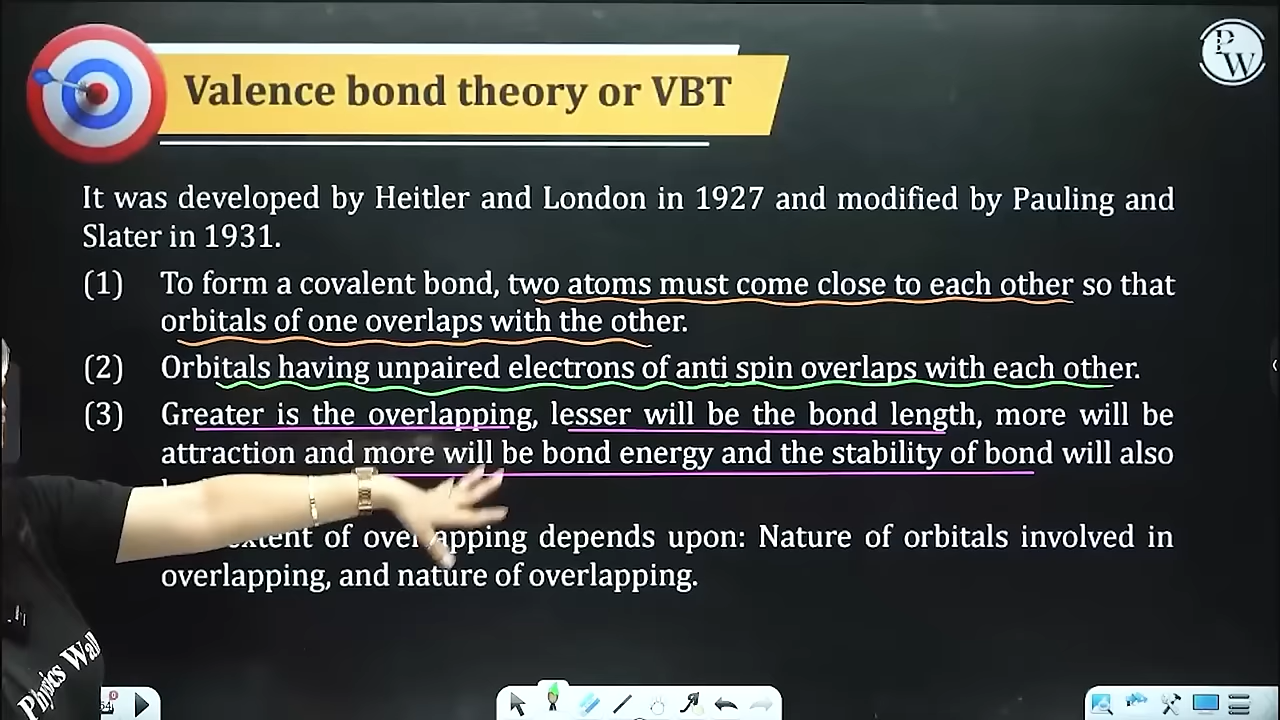 Valence bond theory or VBT
PW
It was developed by Heitler and London in 1927 and modified by Pauling and
Slater in 1931.
(1) To form a covalent bond, two atoms must come close to each other so that
orbitals of one overlaps with the other.
(2) Orbitals having unpaired electrons of anti spin overlaps with each other.
(3) Greater is the overlapping, lesser will be the bond length, more will be
attraction and more will be bond energy and the stability of bond will also
extent of overlapping depends upon: Nature of orbitals involved in
overlapping, and nature of overlapping.
Physics Wall